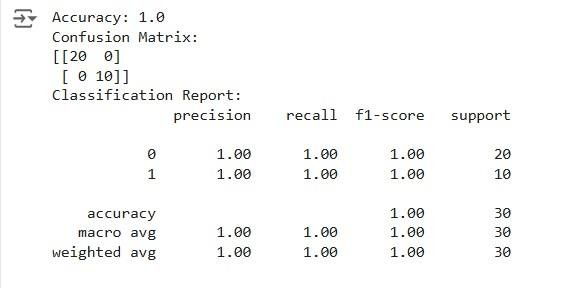 Accuracy: 1.0
Confusion Matrix:
[[20  0]
 [ 0 10]]
Classification Report:
              precision    recall  f1-score   support

           0       1.00      1.00      1.00        20
           1       1.00      1.00      1.00        10

    accuracy                           1.00        30
   macro avg       1.00      1.00      1.00        30
weighted avg       1.00      1.00      1.00        30